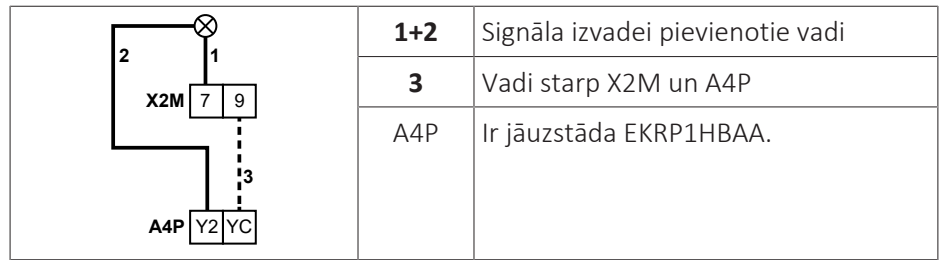 2
1
X2M 7 9
3
A4P Y2 YC
1+2 Signāla izvadei pievienotie vadi
3 Vadi starp X2M un A4P
A4P Ir jāuzstāda EKRP1HBAA.